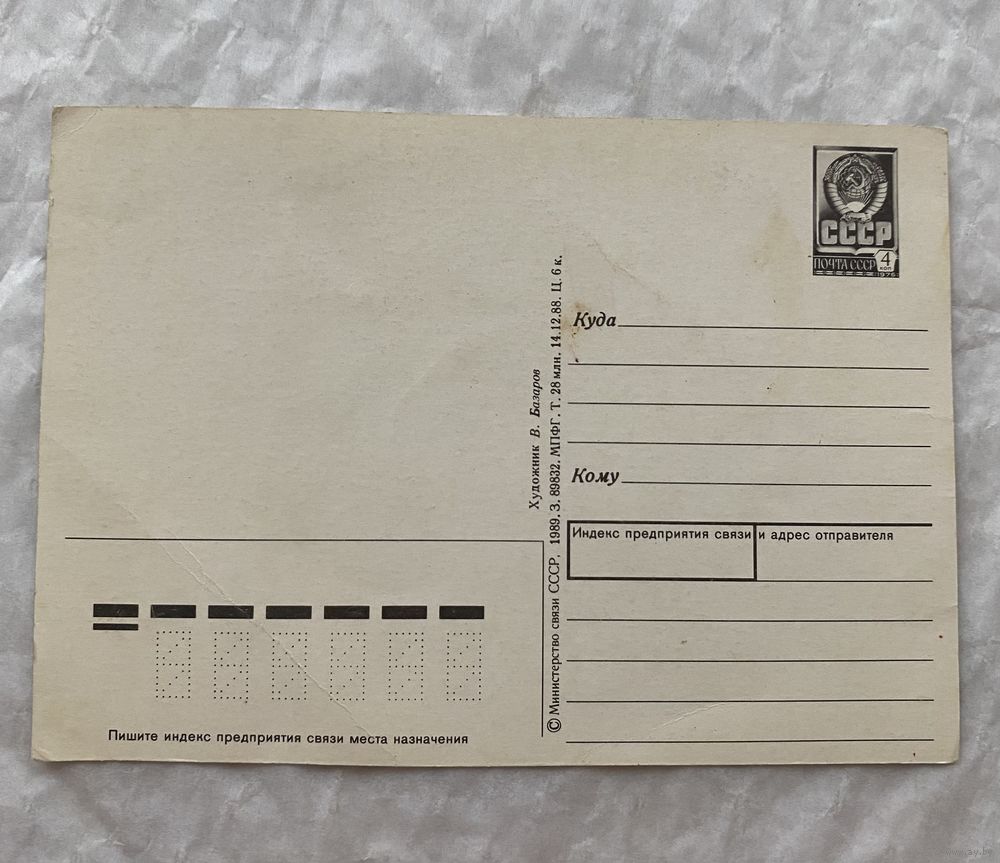 СССР
ПОЧТА СССР 4 КОП
1976
Куда
Кому
Индекс предприятия связи и адрес отправителя
Художник В. Базаров
© Министерство связи СССР, 1989. З. 89832. МПФГ. Т. 28 млн. 14.12.88. Ц. 6 к.
Пишите индекс предприятия связи места назначения